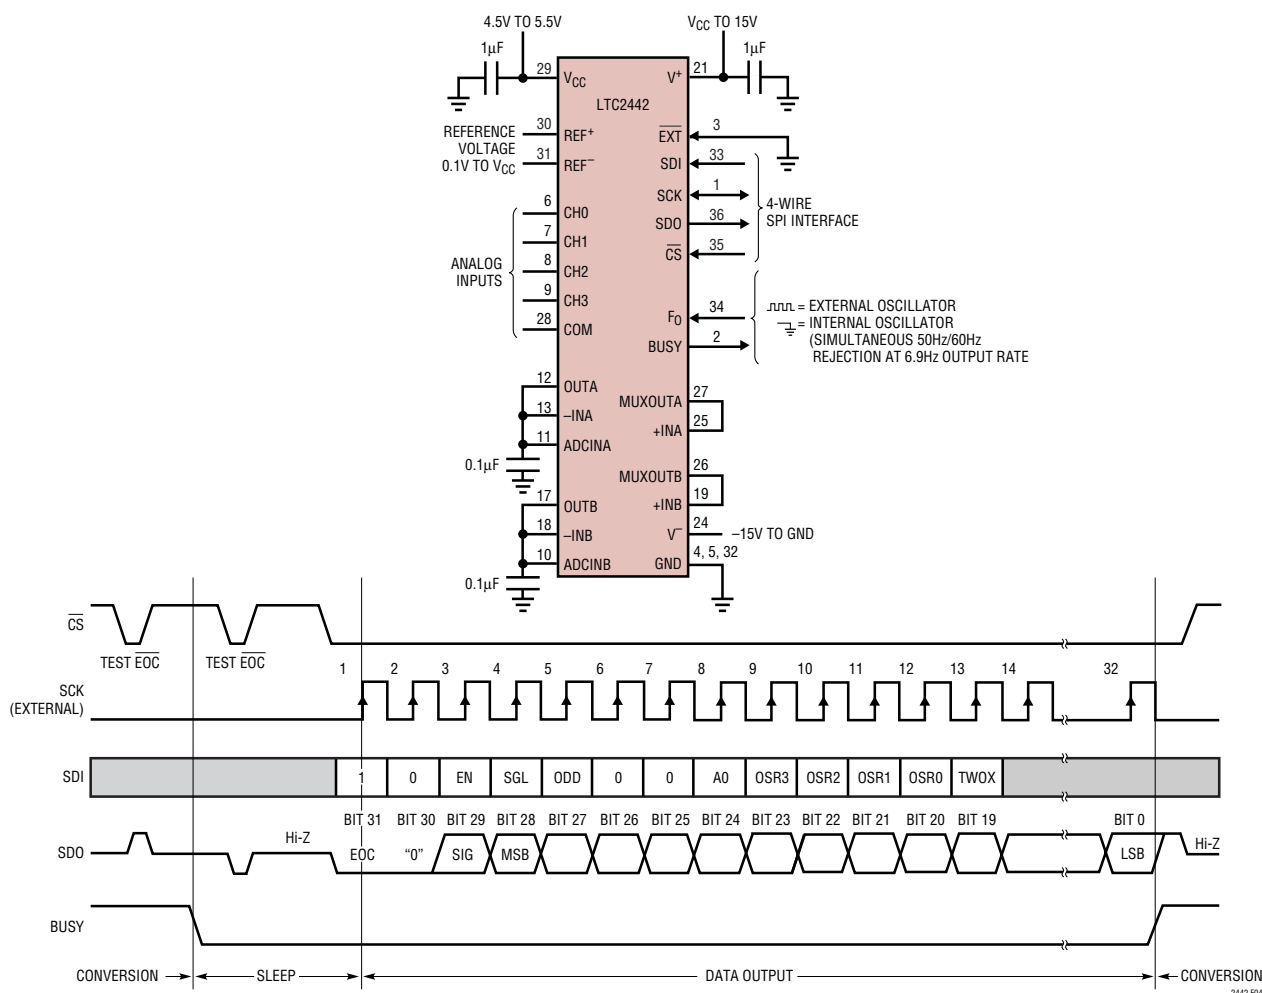 4.5V TO 5.5V
VCC TO 15V
1µF
1µF
29
VCC
V+
21
LTC2442
REFERENCE
VOLTAGE
0.1V TO VCC
30
REF+
31
REF−
EXT
3
SDI
33
SCK
1
SDO
36
CS
35
4-WIRE
SPI INTERFACE
ANALOG
INPUTS
6
CH0
7
CH1
8
CH2
9
CH3
28
COM
FO
34
BUSY
2
= EXTERNAL OSCILLATOR
= INTERNAL OSCILLATOR
(SIMULTANEOUS 50Hz/60Hz
REJECTION AT 6.9Hz OUTPUT RATE
12
OUTA
13
–INA
11
ADCINA
0.1µF
MUXOUTA
27
+INA
25
MUXOUTB
26
+INB
19
17
OUTB
18
–INB
10
ADCINB
0.1µF
V−
24
–15V TO GND
GND
4, 5, 32
CS
TEST EOC
TEST EOC
SCK
(EXTERNAL)
1 2 3 4 5 6 7 8 9 10 11 12 13 14 32
SDI
1 0 EN SGL ODD 0 0 A0 OSR3 OSR2 OSR1 OSR0 TWOX
BIT 31 BIT 30 BIT 29 BIT 28 BIT 27 BIT 26 BIT 25 BIT 24 BIT 23 BIT 22 BIT 21 BIT 20 BIT 19 BIT 0
SDO
Hi-Z
EOC "0" SIG MSB LSB
Hi-Z
BUSY
CONVERSION SLEEP DATA OUTPUT CONVERSION